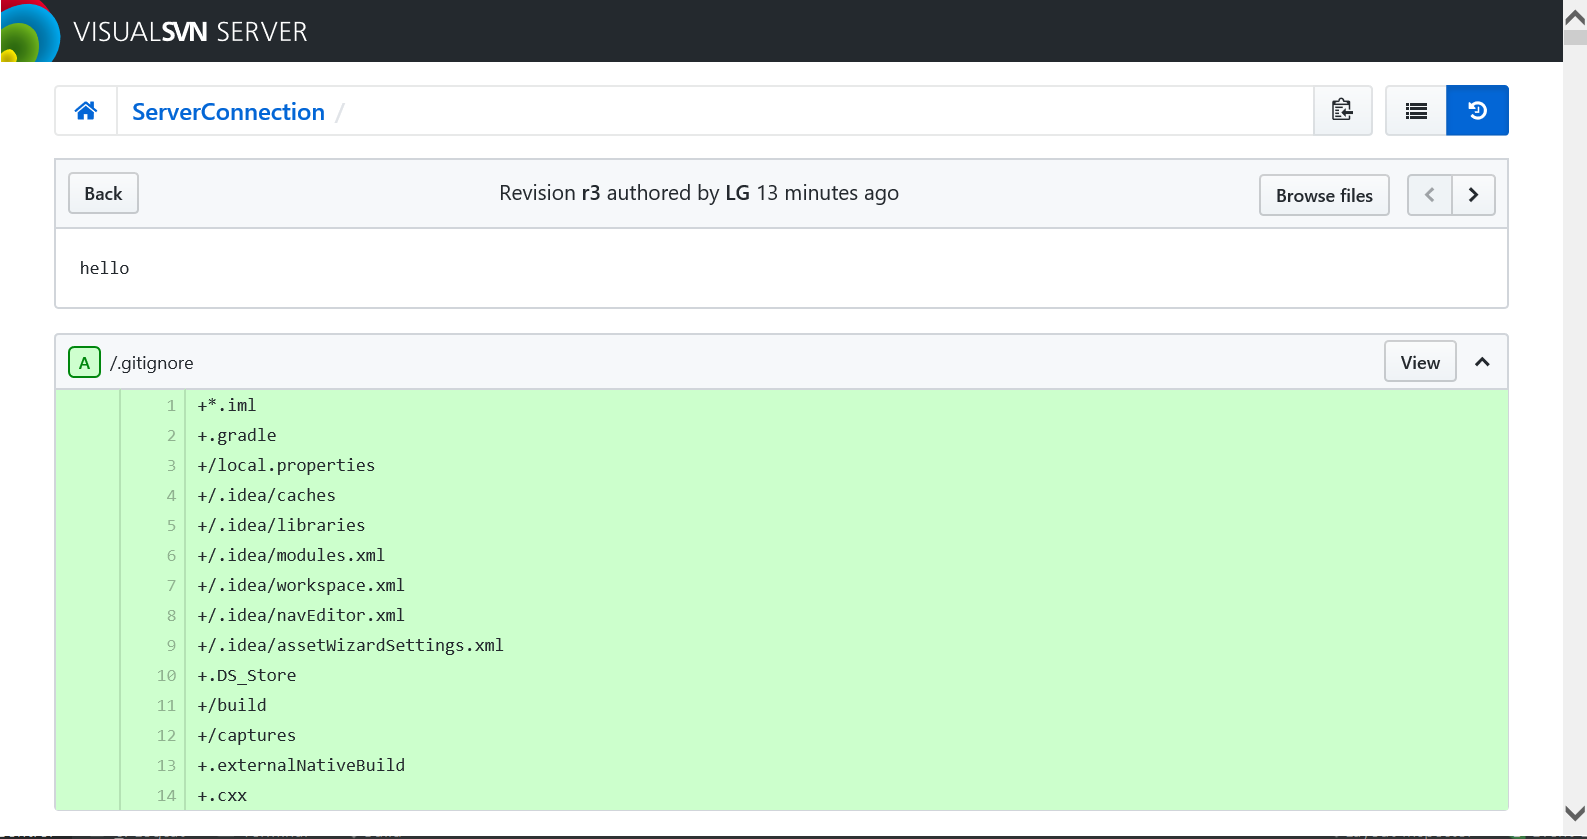 VISUALSVN SERVER
ServerConnection /
Back
Revision r3 authored by LG 13 minutes ago
Browse files
hello
A /.gitignore
View
1 +*.iml
2 +.gradle
3 +/local.properties
4 +/.idea/caches
5 +/.idea/libraries
6 +/.idea/modules.xml
7 +/.idea/workspace.xml
8 +/.idea/navEditor.xml
9 +/.idea/assetWizardSettings.xml
10 +.DS_Store
11 +/build
12 +/captures
13 +.externalNativeBuild
14 +.cxx